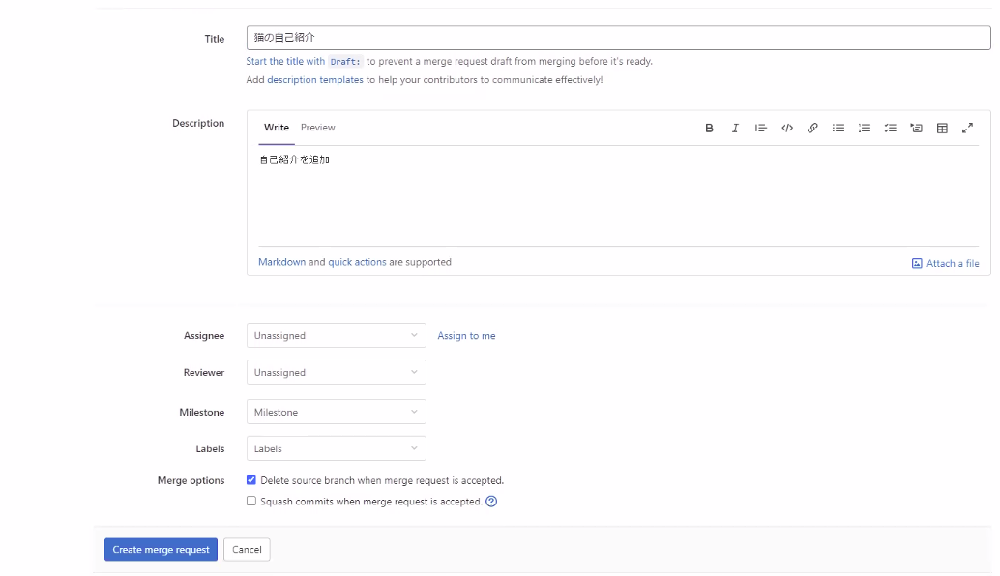 Title
猫の自己紹介
Start the title with Draft: to prevent a merge request draft from merging before it's ready.
Add description templates to help your contributors to communicate effectively!
Description
Write Preview
自己紹介を追加
Markdown and quick actions are supported
Attach a file
Assignee
Unassigned
Assign to me
Reviewer
Unassigned
Milestone
Milestone
Labels
Labels
Merge options
Delete source branch when merge request is accepted.
Squash commits when merge request is accepted.
Create merge request
Cancel